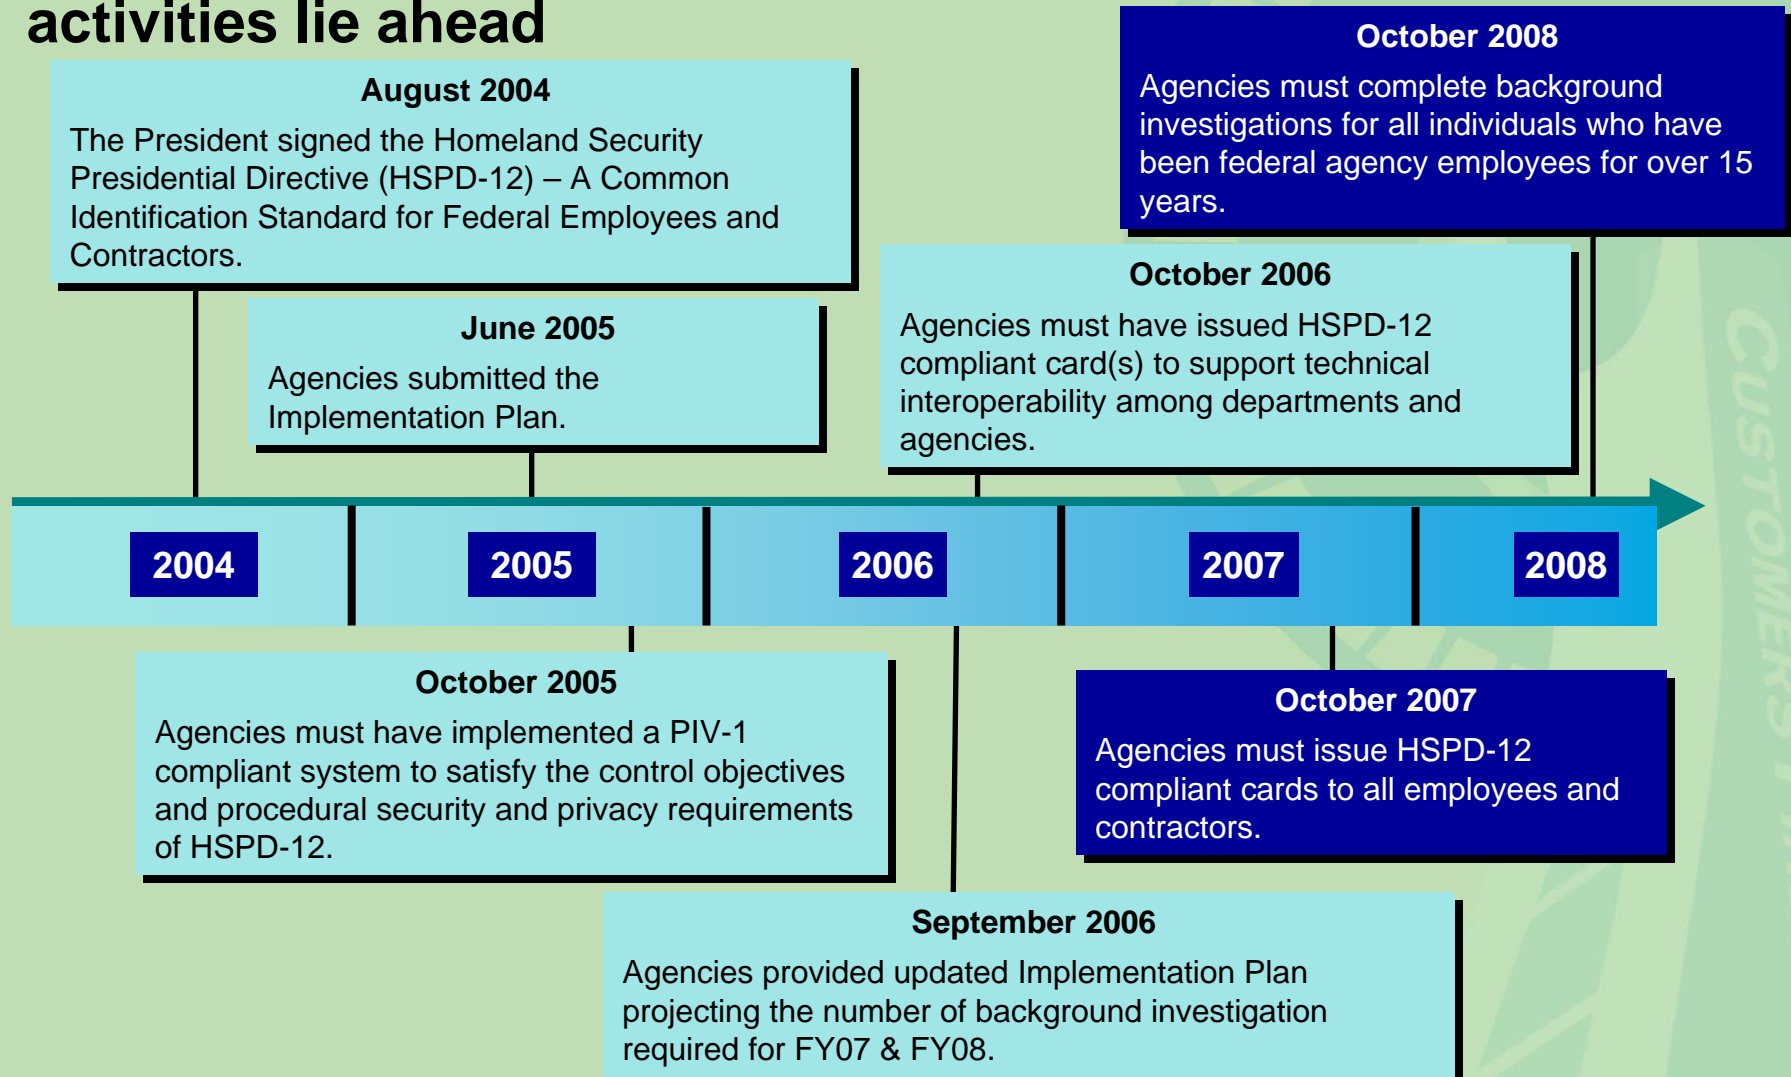 activities lie ahead
August 2004
The President signed the Homeland Security
Presidential Directive (HSPD-12) – A Common
Identification Standard for Federal Employees and
Contractors.
June 2005
Agencies submitted the
Implementation Plan.
October 2006
Agencies must have issued HSPD-12
compliant card(s) to support technical
interoperability among departments and
agencies.
October 2008
Agencies must complete background
investigations for all individuals who have
been federal agency employees for over 15
years.
2004
2005
2006
2007
2008
October 2005
Agencies must have implemented a PIV-1
compliant system to satisfy the control objectives
and procedural security and privacy requirements
of HSPD-12.
September 2006
Agencies provided updated Implementation Plan
projecting the number of background investigation
required for FY07 & FY08.
October 2007
Agencies must issue HSPD-12
compliant cards to all employees and
contractors.
CUSTOMERS